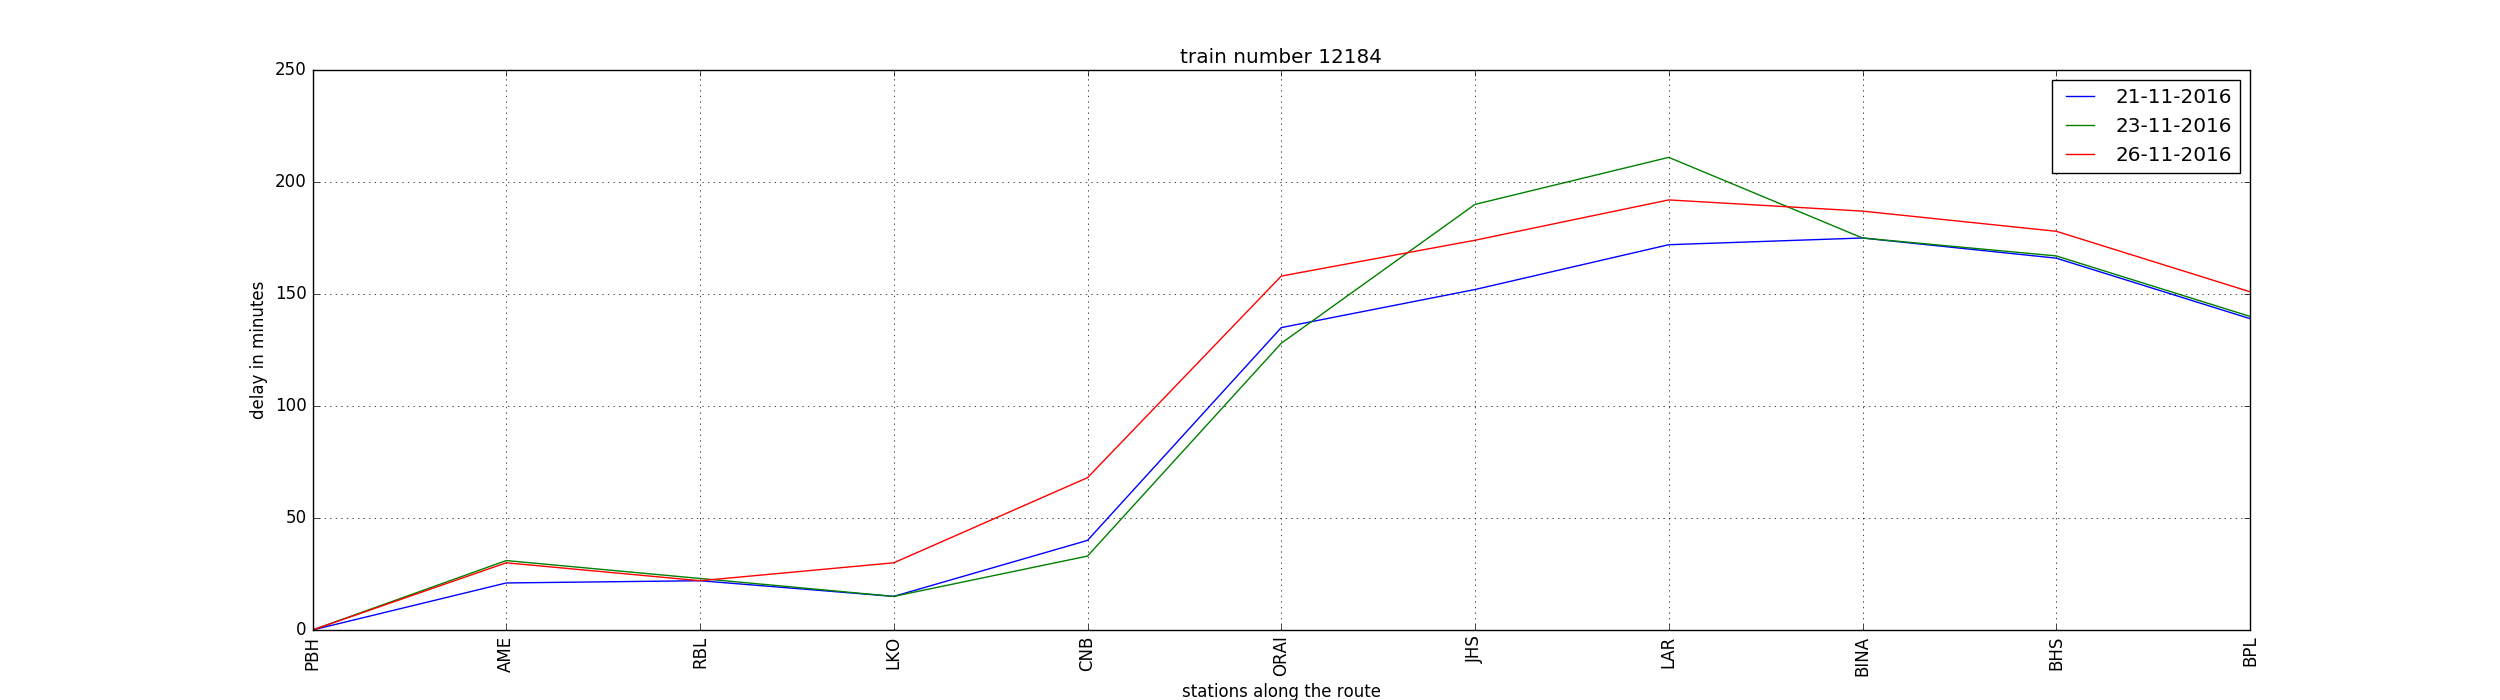 train number 12184
250
200
150
100
50
0
delay in minutes
21-11-2016
23-11-2016
26-11-2016
PBH
AME
RBL
LKO
CNB
ORAI
JHS
LAR
BINA
BHS
BPL
stations along the route